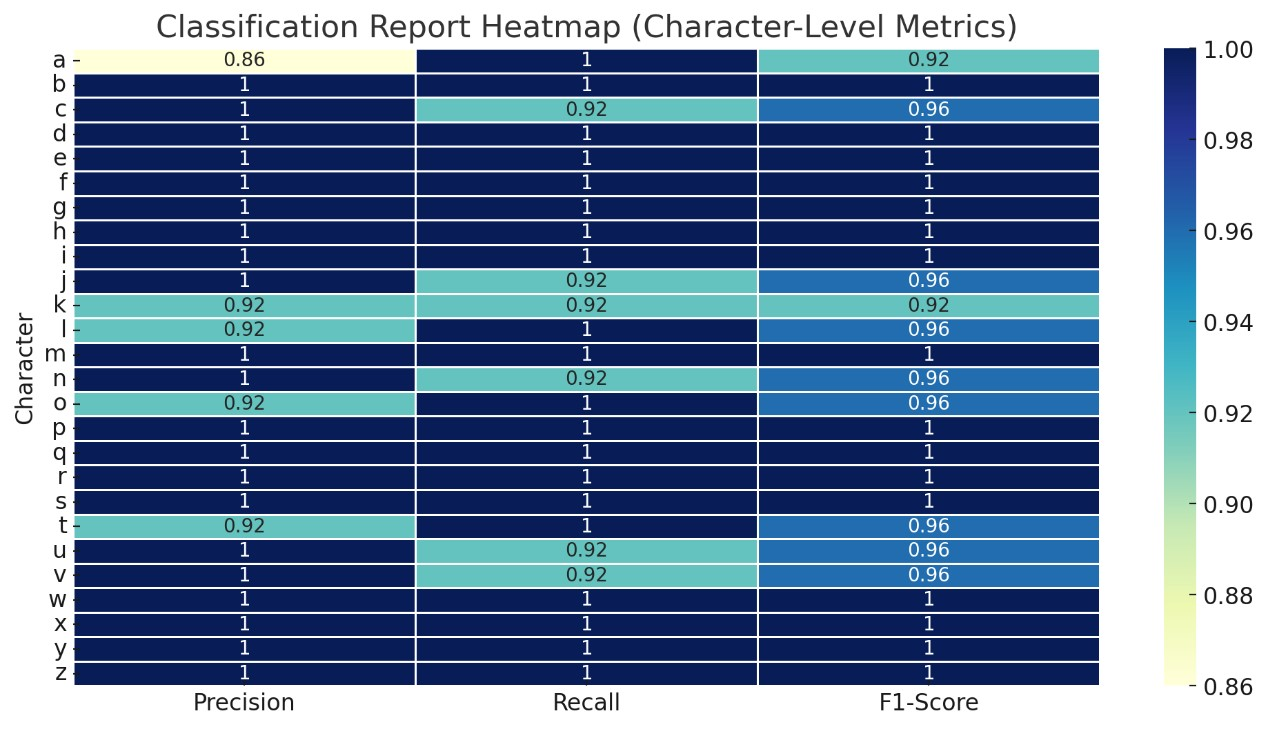 Classification Report Heatmap (Character-Level Metrics)
a 0.86 1 0.92
b 1 1 1
c 1 0.92 0.96
d 1 1 1
e 1 1 1
f 1 1 1
g 1 1 1
h 1 1 1
i 1 1 1
j 1 0.92 0.96
k 0.92 0.92 0.92
l 0.92 1 0.96
m 1 1 1
n 1 0.92 0.96
o 0.92 1 0.96
p 1 1 1
q 1 1 1
r 1 1 1
s 1 1 1
t 0.92 1 0.96
u 1 0.92 0.96
v 1 0.92 0.96
w 1 1 1
x 1 1 1
y 1 1 1
z 1 1 1
Character
Precision Recall F1-Score
1.00
0.98
0.96
0.94
0.92
0.90
0.88
0.86